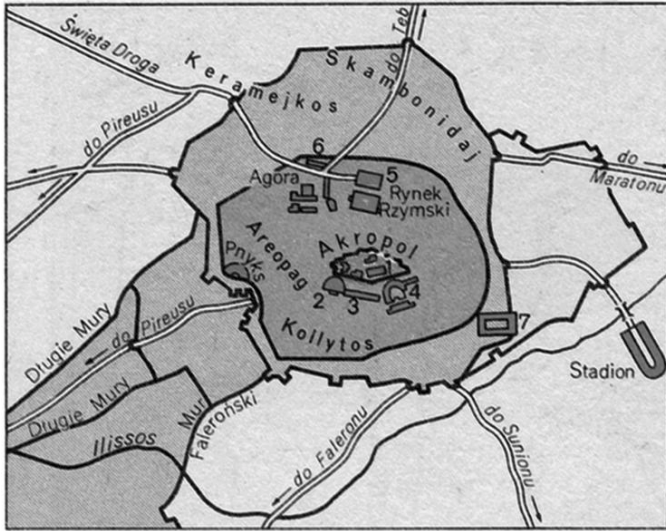 Święta Droga
do Pireusu
Keramejkos
Skambonidaj
do Teb
do Maratonu
6
5
Agora
Rynek
Rzymski
Areopag
Akropol
Pnyks
1
2
3
4
Kollytos
7
Stadion
Długie Mury
do Pireusu
Długie Mury
Mur
Faleroński
Ilissos
do Faleronu
do Sunionu